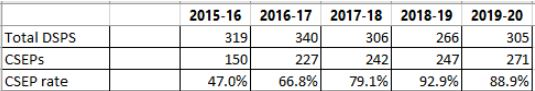 2015-16 2016-17 2017-18 2018-19 2019-20
Total DSPS 319 340 306 266 305
CSEPs 150 227 242 247 271
CSEP rate 47.0% 66.8% 79.1% 92.9% 88.9%